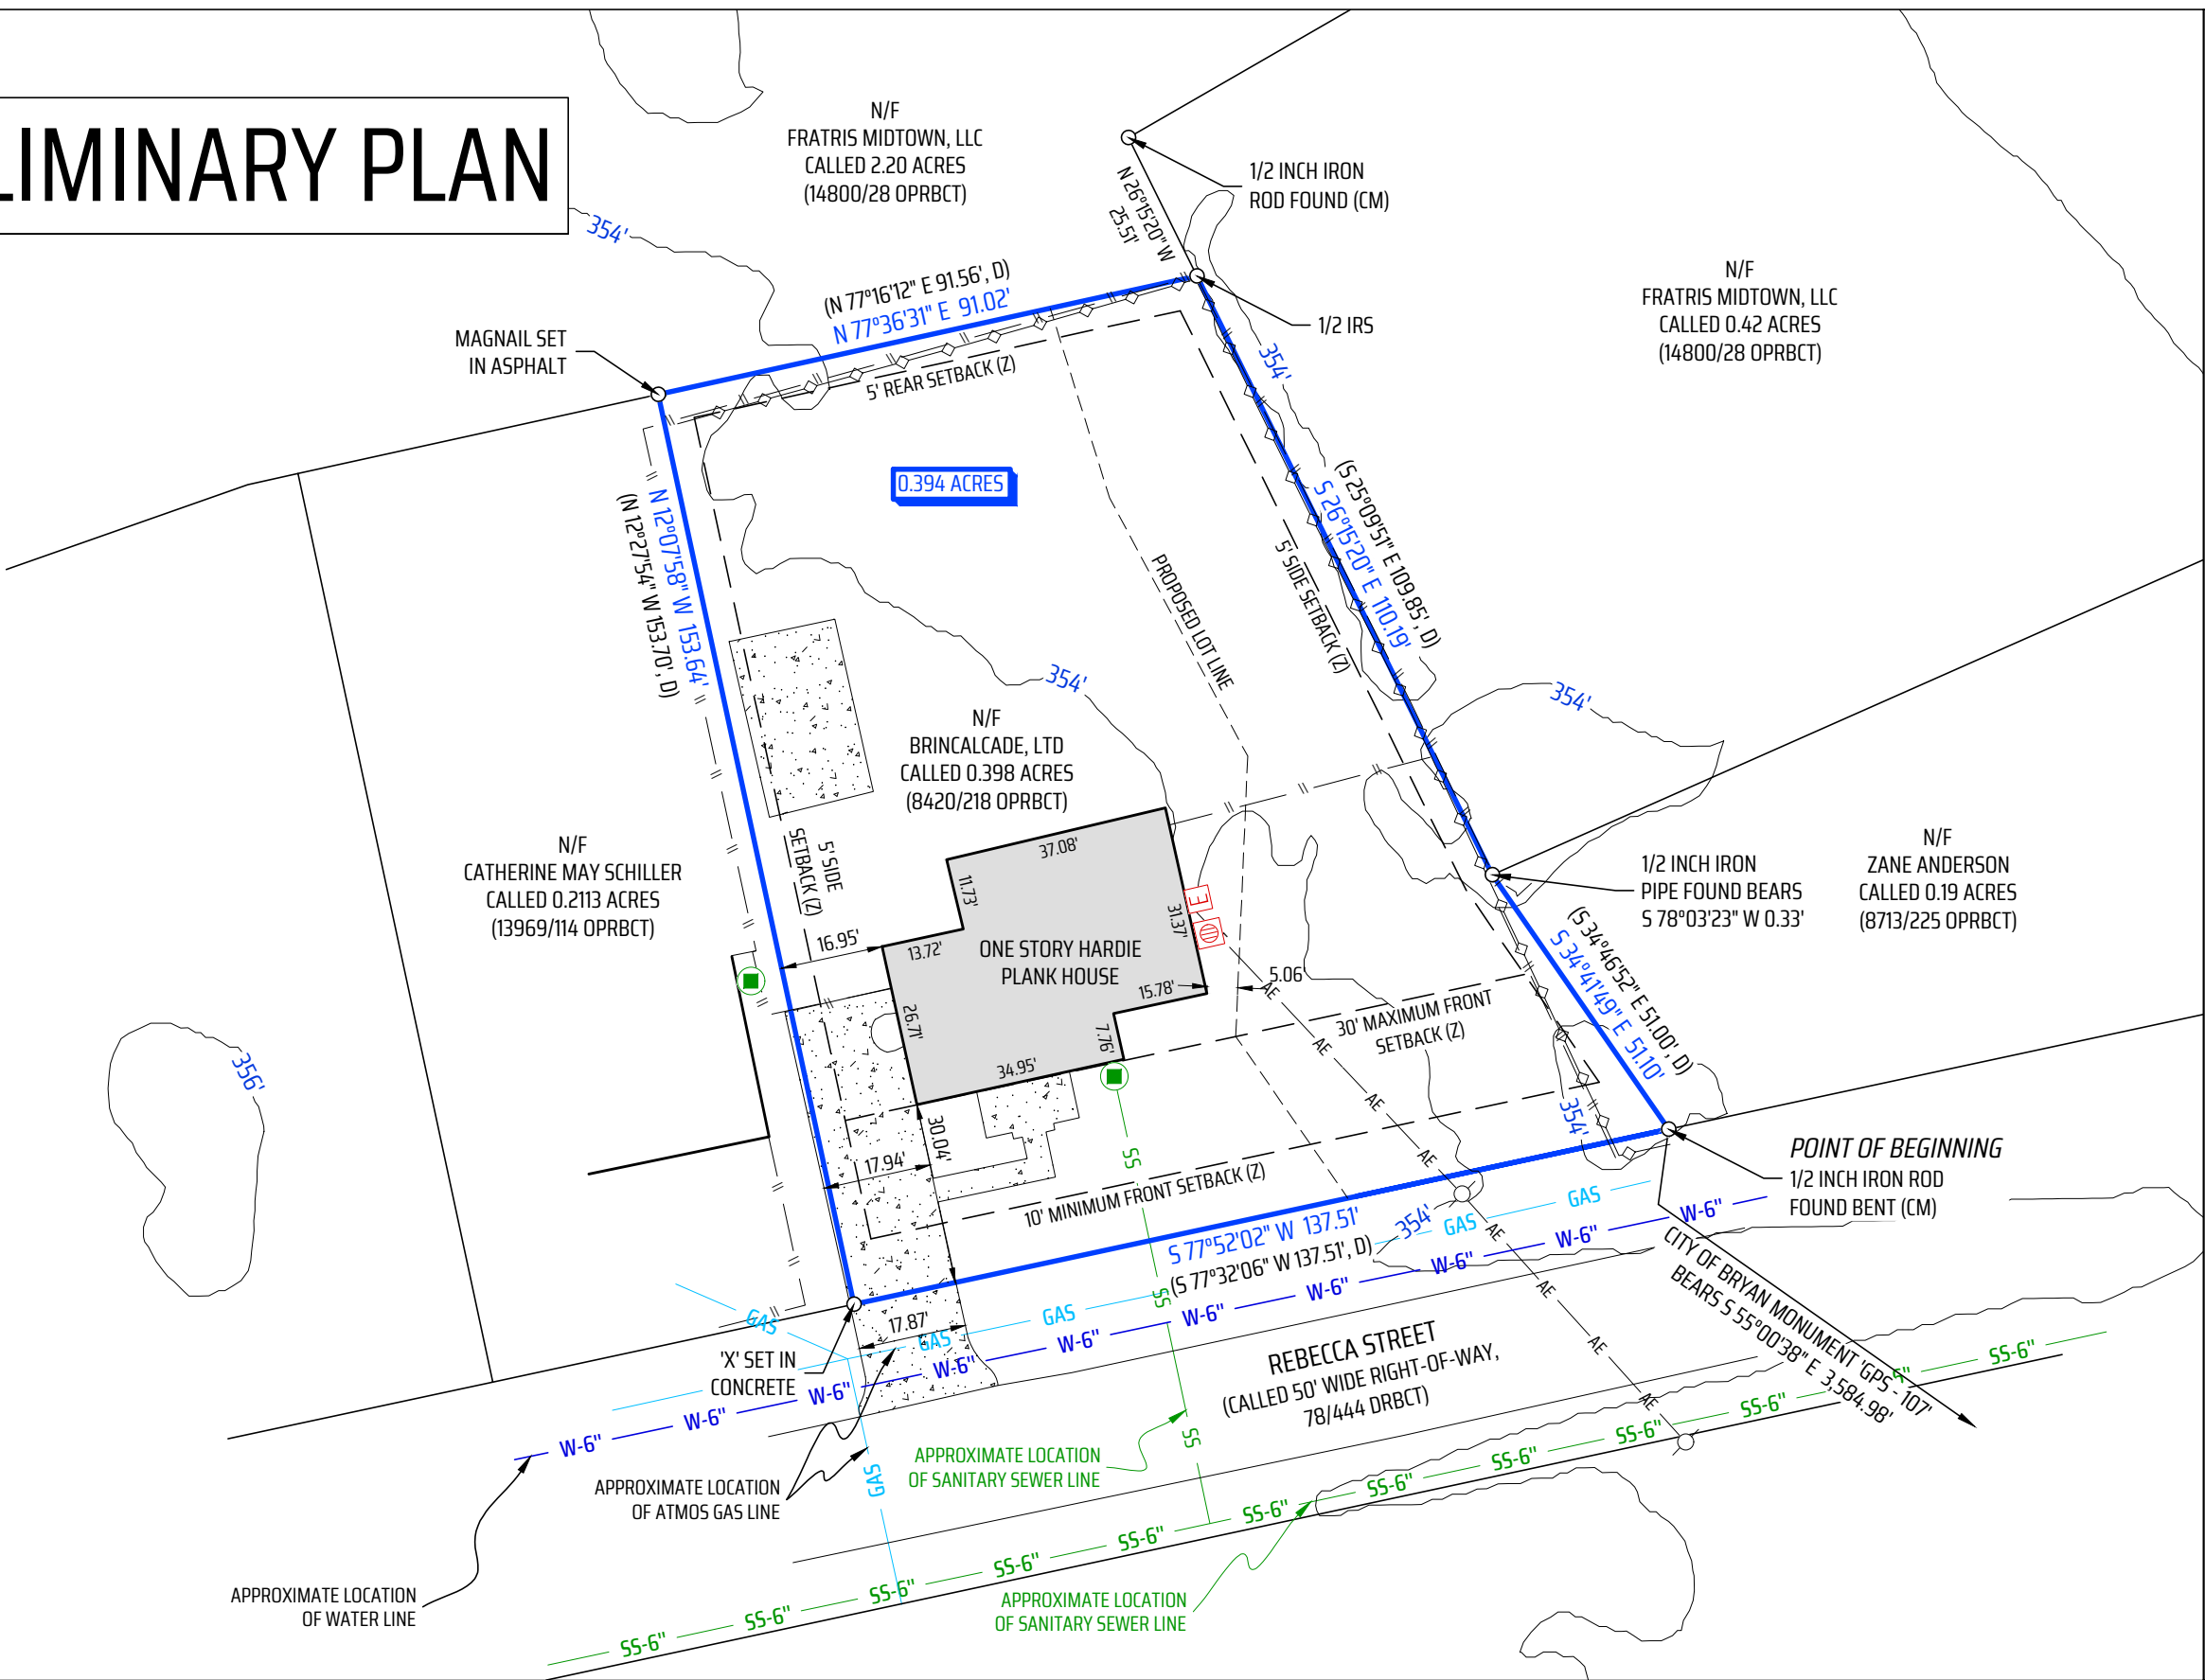 LIMINARY PLAN
N/F
FRATRIS MIDTOWN, LLC
CALLED 2.20 ACRES
(14800/28 OPRBCT)
1/2 INCH IRON
ROD FOUND (CM)
N 26°15'20" W
25.51'
354'
N/F
FRATRIS MIDTOWN, LLC
CALLED 0.42 ACRES
(14800/28 OPRBCT)
(N 77°16'12" E 91.56', D)
N 77°36'31" E 91.02'
1/2 IRS
MAGNAIL SET
IN ASPHALT
5' REAR SETBACK (Z)
354'
0.394 ACRES
(S 25°09'51" E 109.85', D)
S 26°15'20" E 110.19'
N 12°07'58" W 153.64'
(N 12°27'54" W 153.70', D)
PROPOSED LOT LINE
5' SIDE SETBACK (Z)
354'
354'
N/F
BRINCALCADE, LTD
CALLED 0.398 ACRES
(8420/218 OPRBCT)
N/F
CATHERINE MAY SCHILLER
CALLED 0.2113 ACRES
(13969/114 OPRBCT)
5' SIDE
SETBACK (Z)
37.08'
11.73'
31.37'
E
1/2 INCH IRON
PIPE FOUND BEARS
S 78°03'23" W 0.33'
N/F
ZANE ANDERSON
CALLED 0.19 ACRES
(8713/225 OPRBCT)
16.95'
13.72'
ONE STORY HARDIE
PLANK HOUSE
15.78'
5.06'
AE
(S 34°46'52" E 51.00', D)
S 34°41'49" E 51.10'
26.71'
7.76'
34.95'
30' MAXIMUM FRONT
SETBACK (Z)
AE
AE
356'
354'
30.04'
17.94'
SS
10' MINIMUM FRONT SETBACK (Z)
POINT OF BEGINNING
1/2 INCH IRON ROD
FOUND BENT (CM)
S 77°52'02" W 137.51'
(S 77°32'06" W 137.51', D)
354'
GAS
GAS
W-6"
W-6"
W-6"
W-6"
W-6"
W-6"
W-6"
W-6"
W-6"
W-6"
AE
AE
AE
AE
CITY OF BRYAN MONUMENT 'GPS - 107'
BEARS S 55°00'38" E 3,584.98'
GAS
GAS
GAS
SS
17.87'
'X' SET IN
CONCRETE
REBECCA STREET
(CALLED 50' WIDE RIGHT-OF-WAY,
78/444 DRBCT)
SS
GAS
APPROXIMATE LOCATION
OF SANITARY SEWER LINE
APPROXIMATE LOCATION
OF ATMOS GAS LINE
APPROXIMATE LOCATION
OF WATER LINE
APPROXIMATE LOCATION
OF SANITARY SEWER LINE
SS-6"
SS-6"
SS-6"
SS-6"
SS-6"
SS-6"
SS-6"
SS-6"
SS-6"
SS-6"
SS-6"